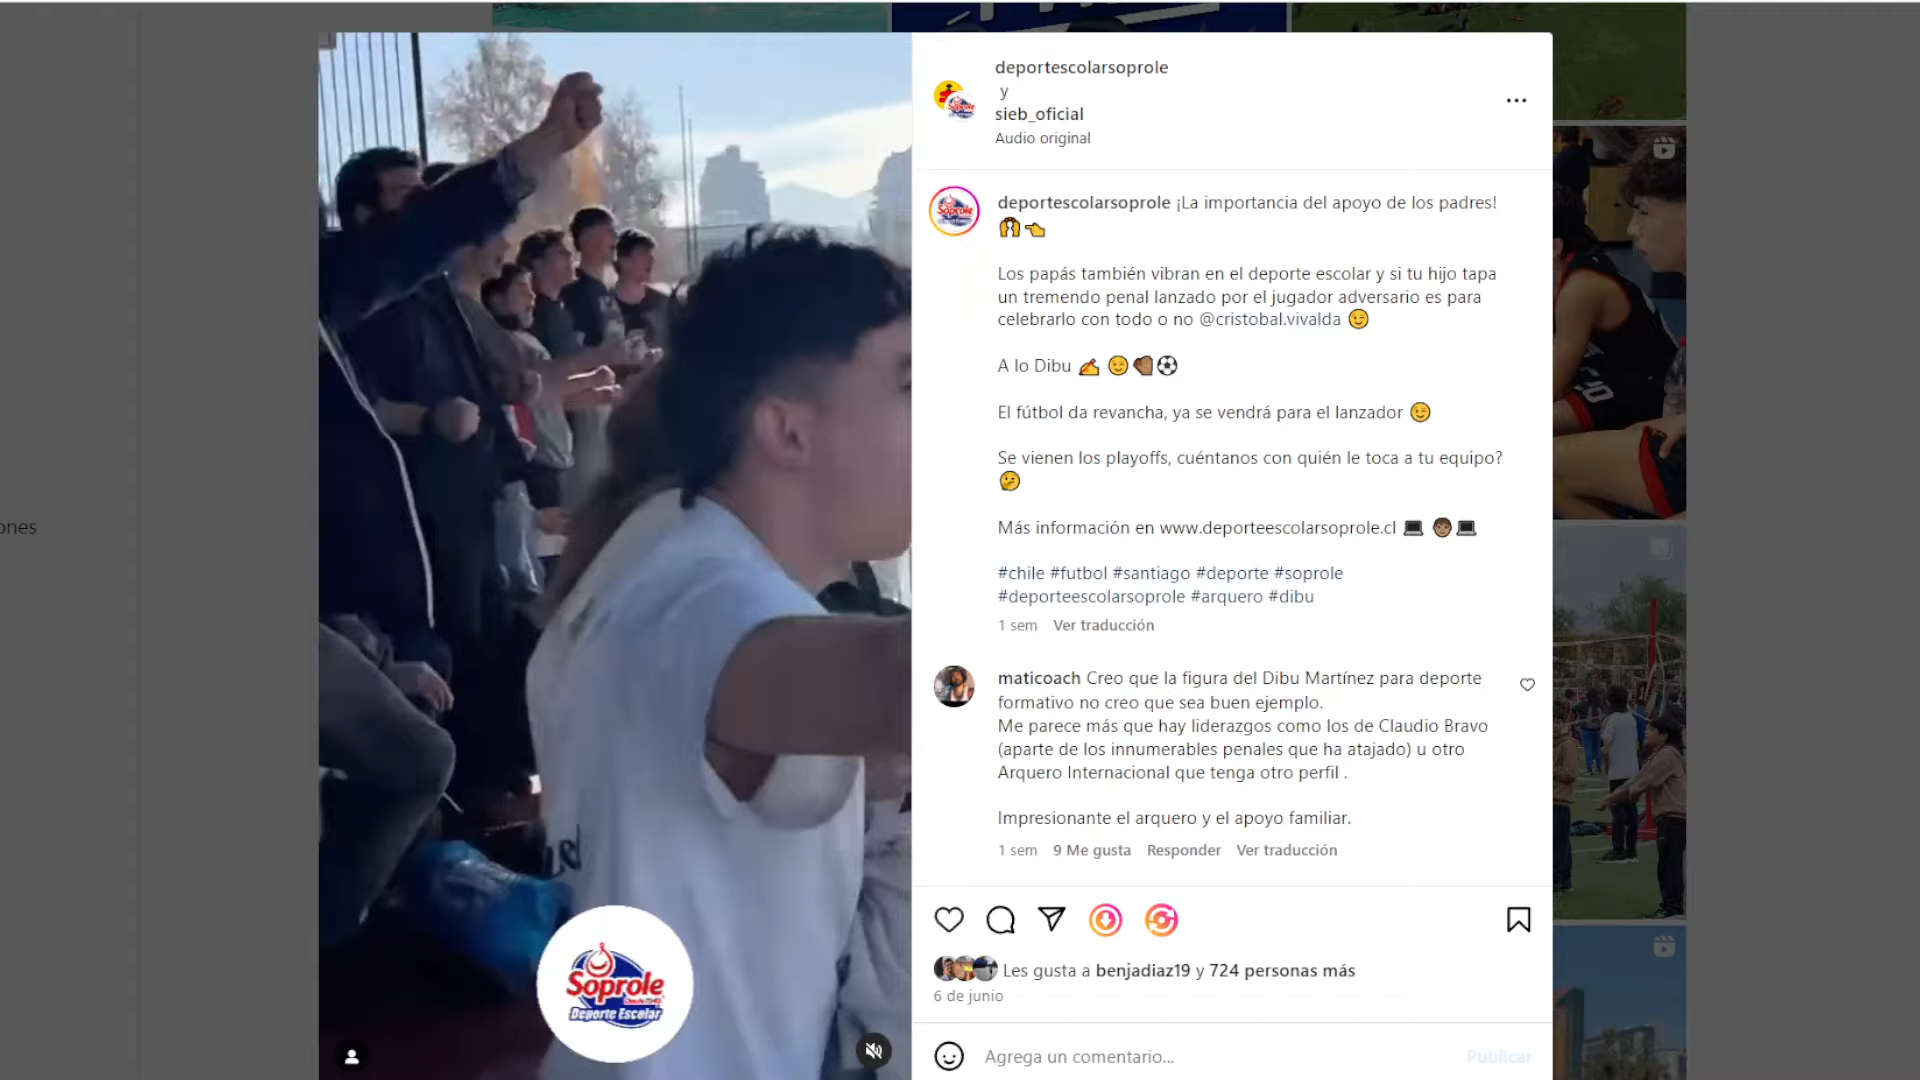 deportescolarsoprole
y
sieb_oficial
Audio original
deportescolarsoprole ¡La importancia del apoyo de los padres!
🙌👈
Los papás también vibran en el deporte escolar y si tu hijo tapa
un tremendo penal lanzado por el jugador adversario es para
celebrarlo con todo o no @cristobal.vivalda 😉
A lo Dibu ✍️ 😉🤚🏾⚽
El fútbol da revancha, ya se vendrá para el lanzador 😉
Se vienen los playoffs, cuéntanos con quién le toca a tu equipo?
🤔
Más información en www.deporteescolarsoprole.cl 💻 🧒🏽💻
#chile #futbol #santiago #deporte #soprole
#deporteescolarsoprole #arquero #dibu
1 sem Ver traducción
maticoach Creo que la figura del Dibu Martínez para deporte
formativo no creo que sea buen ejemplo.
Me parece más que hay liderazgos como los de Claudio Bravo
(aparte de los innumerables penales que ha atajado) u otro
Arquero Internacional que tenga otro perfil .
Impresionante el arquero y el apoyo familiar.
1 sem 9 Me gusta Responder Ver traducción
Les gusta a benjadiaz19 y 724 personas más
6 de junio
Agrega un comentario...
Publicar
Soprole
Deporte Escolar
ones